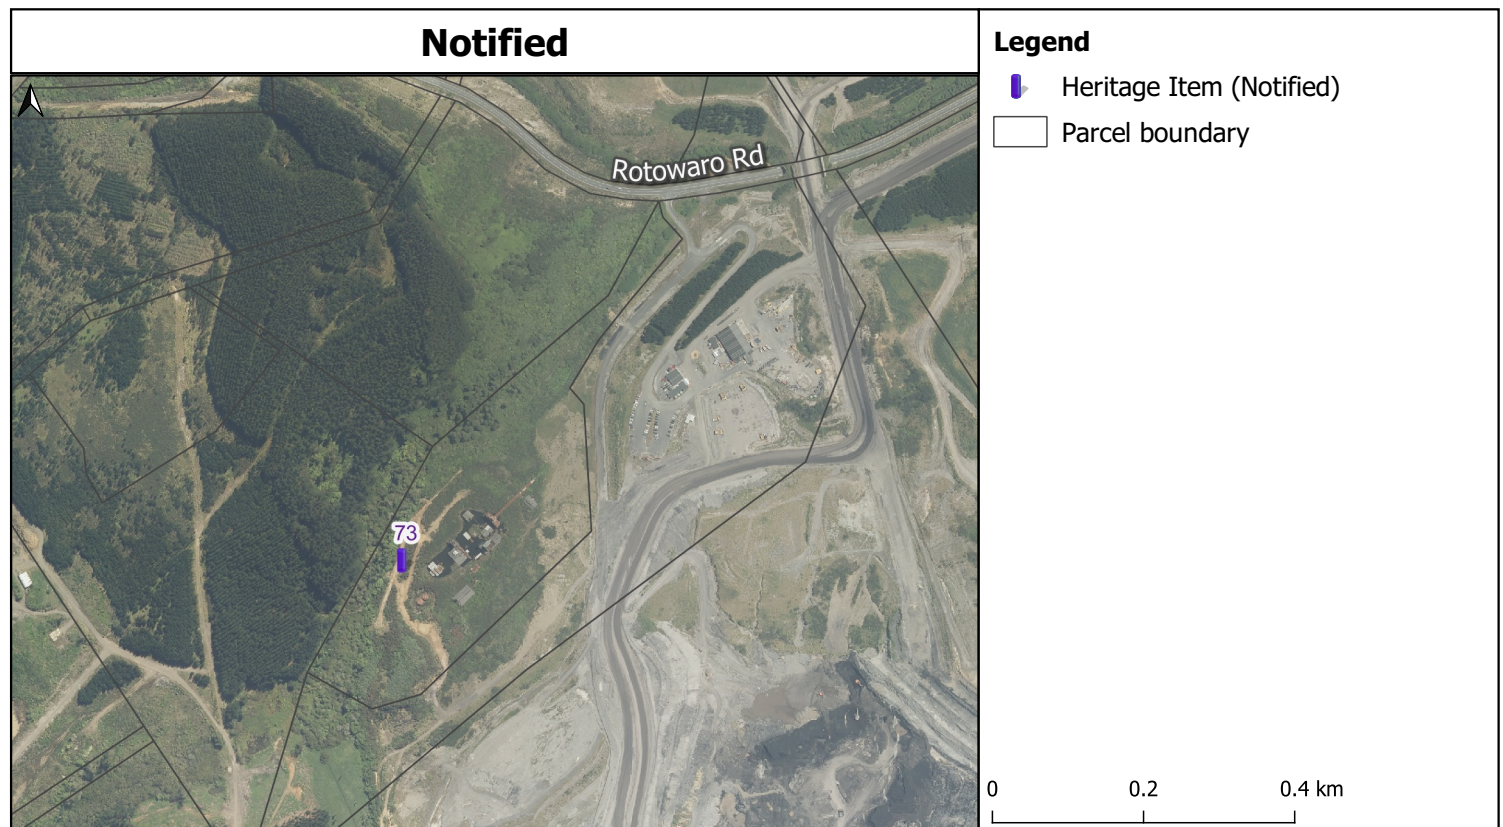 Notified
Rotowaro Rd
73
Legend
Heritage Item (Notified)
Parcel boundary
0 0.2 0.4 km